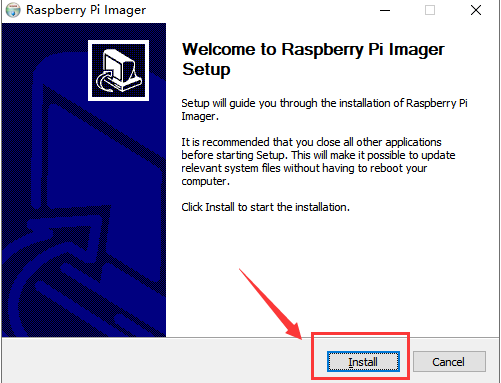 Raspberry Pi Imager
Welcome to Raspberry Pi Imager
Setup
Setup will guide you through the installation of Raspberry Pi
Imager.
It is recommended that you close all other applications
before starting Setup. This will make it possible to update
relevant system files without having to reboot your
computer.
Click Install to start the installation.
Install
Cancel